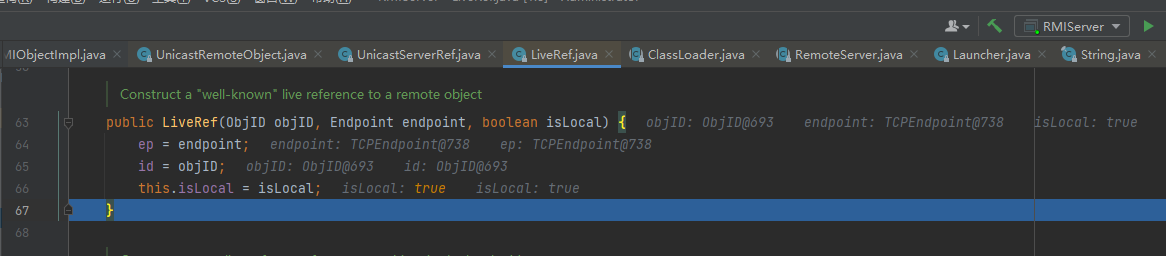 RMIServer
MIObjectImpl.java UnicastRemoteObject.java UnicastServerRef.java LiveRef.java ClassLoader.java RemoteServer.java Launcher.java String.java
Construct a "well-known" live reference to a remote object
63 public LiveRef(ObjID objID, Endpoint endpoint, boolean isLocal) { objID: ObjID@693 endpoint: TCPEndpoint@738 isLocal: true
64 ep = endpoint; endpoint: TCPEndpoint@738 ep: TCPEndpoint@738
65 id = objID; objID: ObjID@693 id: ObjID@693
66 this.isLocal = isLocal; isLocal: true isLocal: true
67 }
68